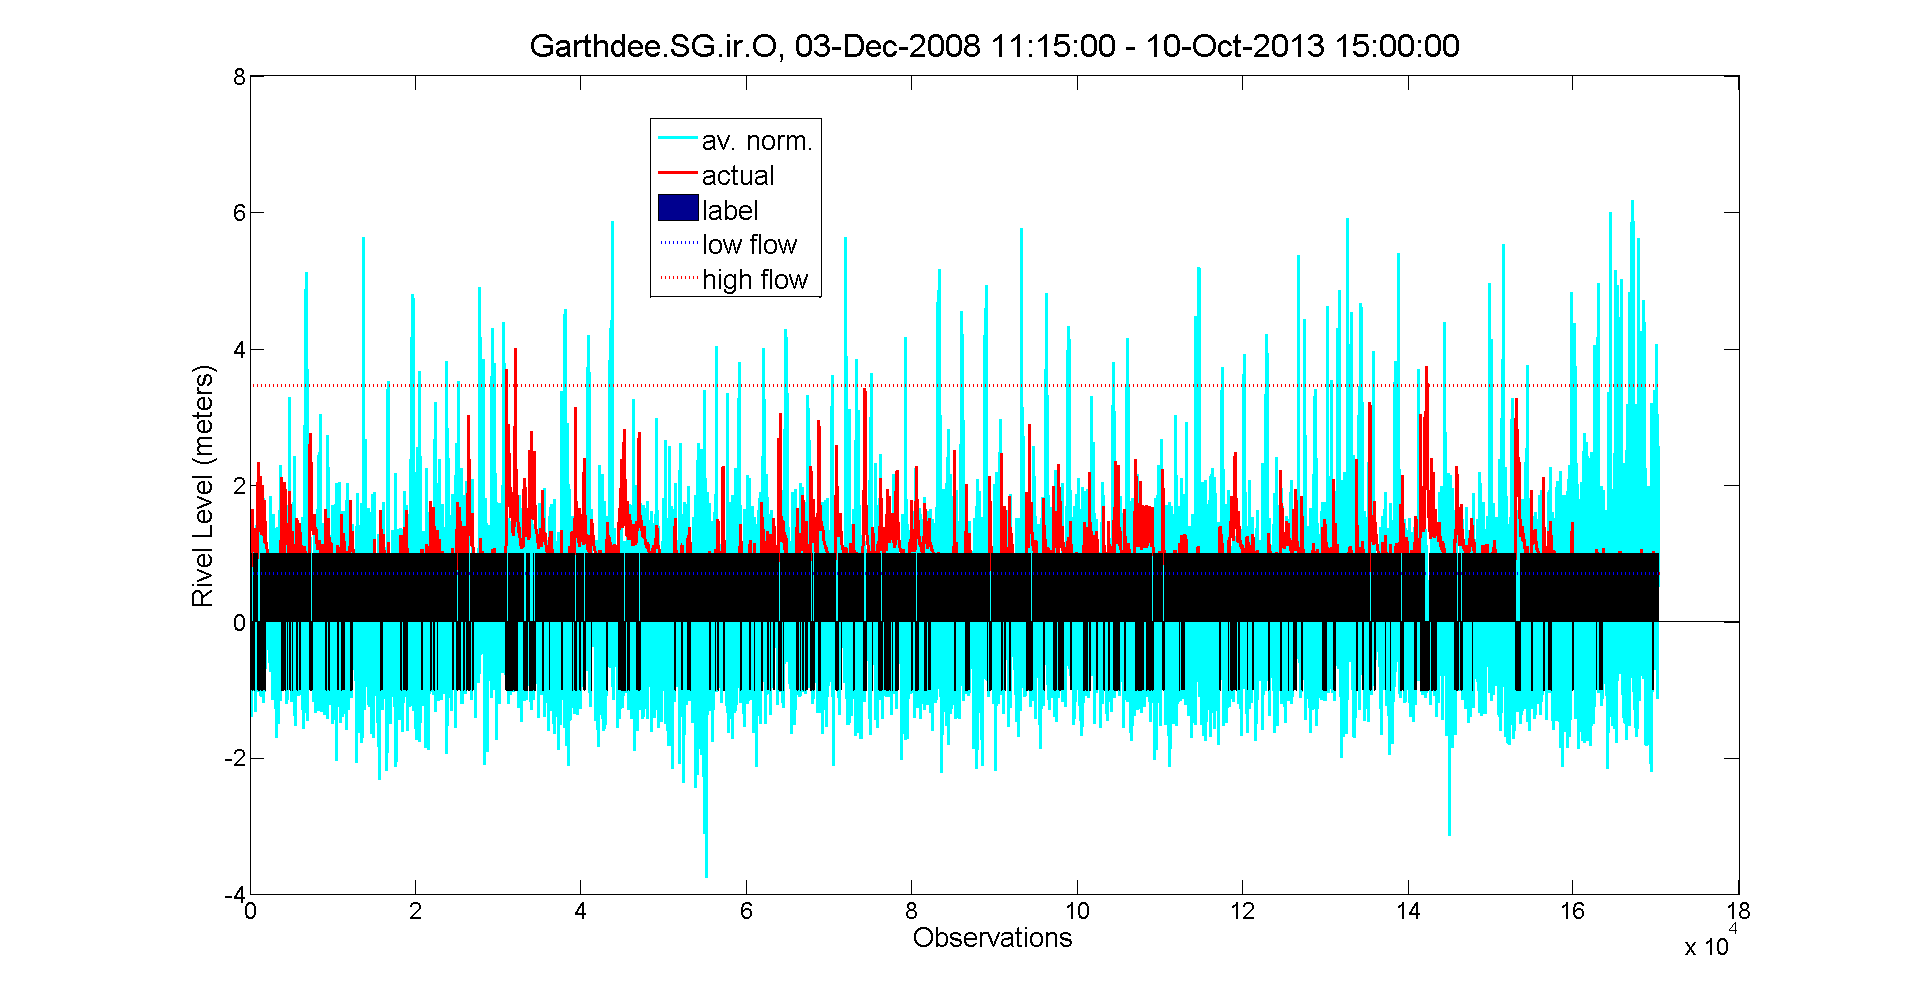 Garthdee.SG.ir.O, 03-Dec-2008 11:15:00 - 10-Oct-2013 15:00:00
8
6
4
2
0
-2
-4
Rivel Level (meters)
av. norm.
actual
label
low flow
high flow
0 2 4 6 8 10 12 14 16 18
Observations
x 10^4